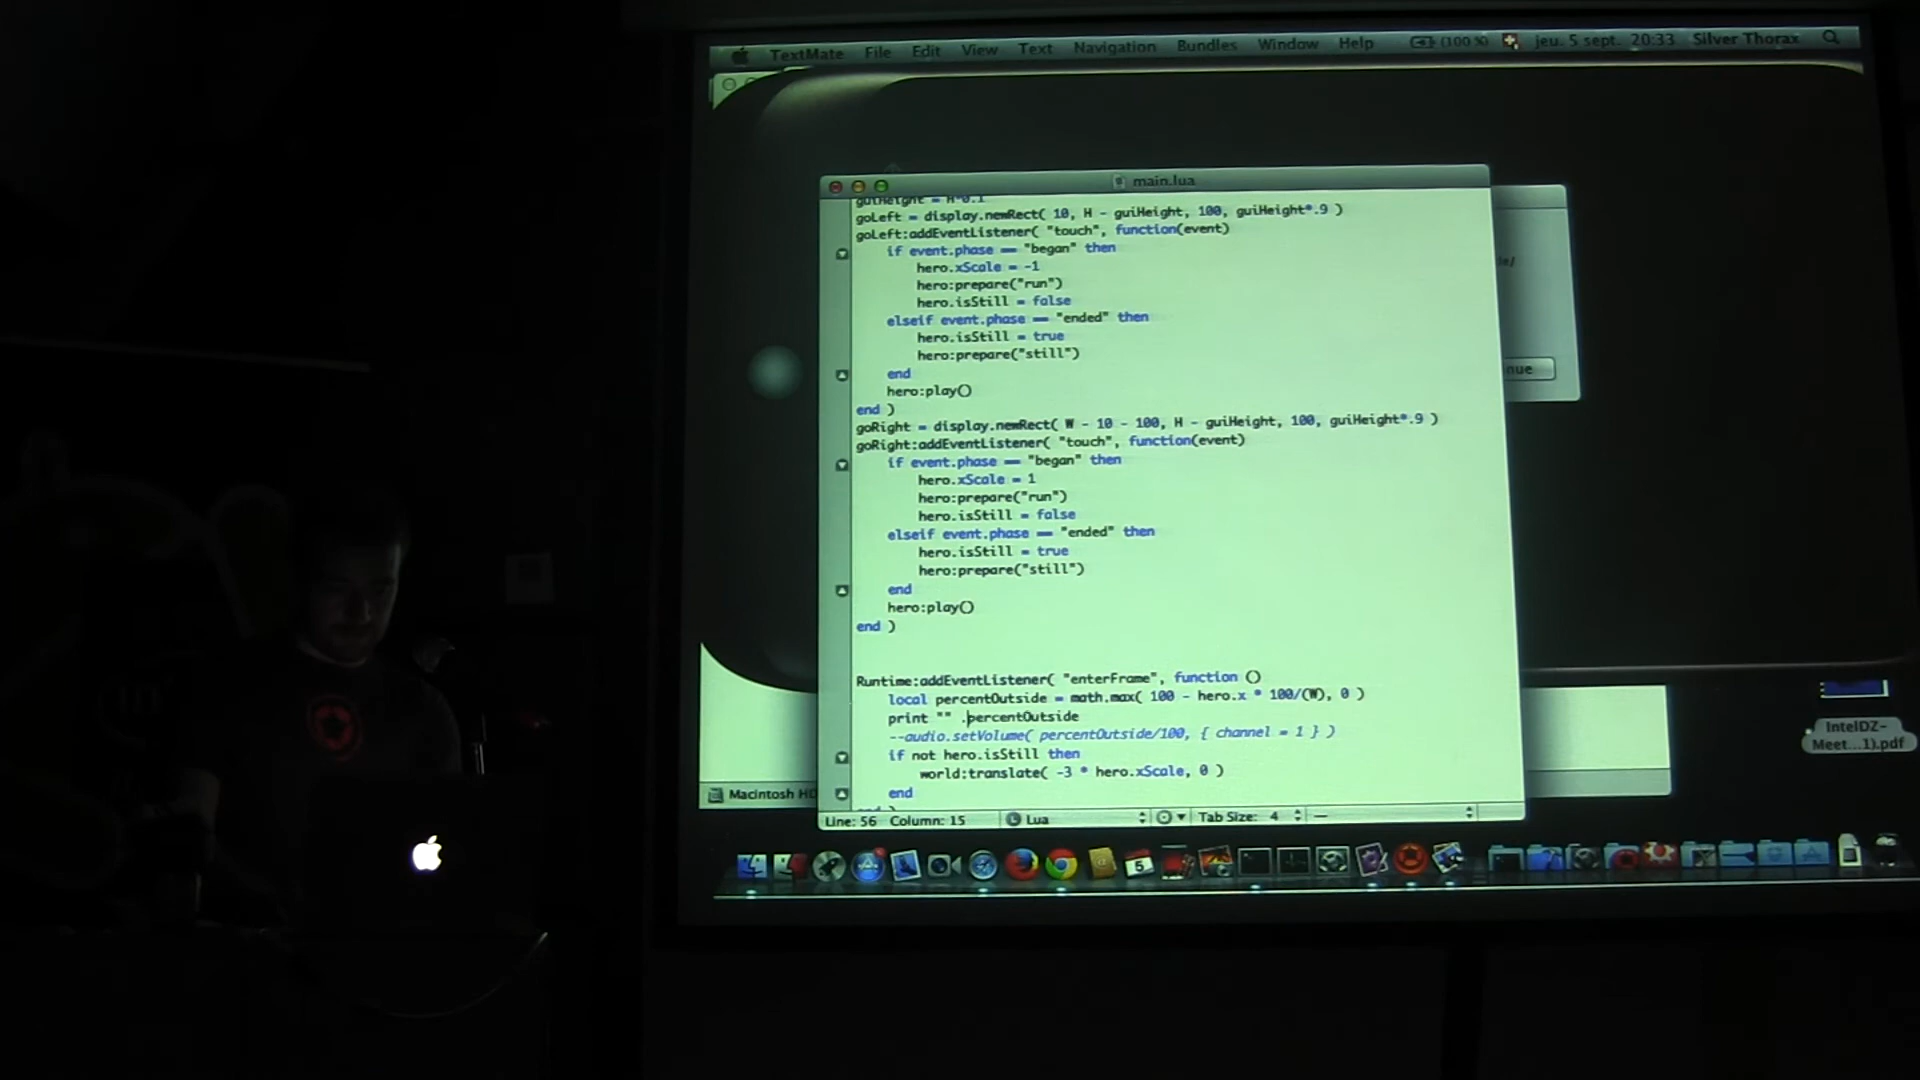 TextMate File Edit View Text Navigation Bundles Window Help (100 %) jeu. 5 sept. 20:33 Silver Thorax
main.lua
guiHeight = H*0.1
goLeft = display.newRect( 10, H - guiHeight, 100, guiHeight*.9 )
goLeft:addEventListener( "touch", function(event)
if event.phase == "began" then
hero.xScale = -1
hero:prepare("run")
hero.isStill = false
elseif event.phase == "ended" then
hero.isStill = true
hero:prepare("still")
end
hero:play()
end )
goRight = display.newRect( W - 10 - 100, H - guiHeight, 100, guiHeight*.9 )
goRight:addEventListener( "touch", function(event)
if event.phase == "began" then
hero.xScale = 1
hero:prepare("run")
hero.isStill = false
elseif event.phase == "ended" then
hero.isStill = true
hero:prepare("still")
end
hero:play()
end )
Runtime:addEventListener( "enterFrame", function ()
local percentOutside = math.max( 100 - hero.x * 100/(W), 0 )
print "" .percentOutside
--audio.setVolume( percentOutside/100, { channel = 1 } )
if not hero.isStill then
world:translate( -3 * hero.xScale, 0 )
end
Line: 56 Column: 15 Lua Tab Size: 4
nue
Macintosh H
IntelDZ-
Meet...1).pdf
5